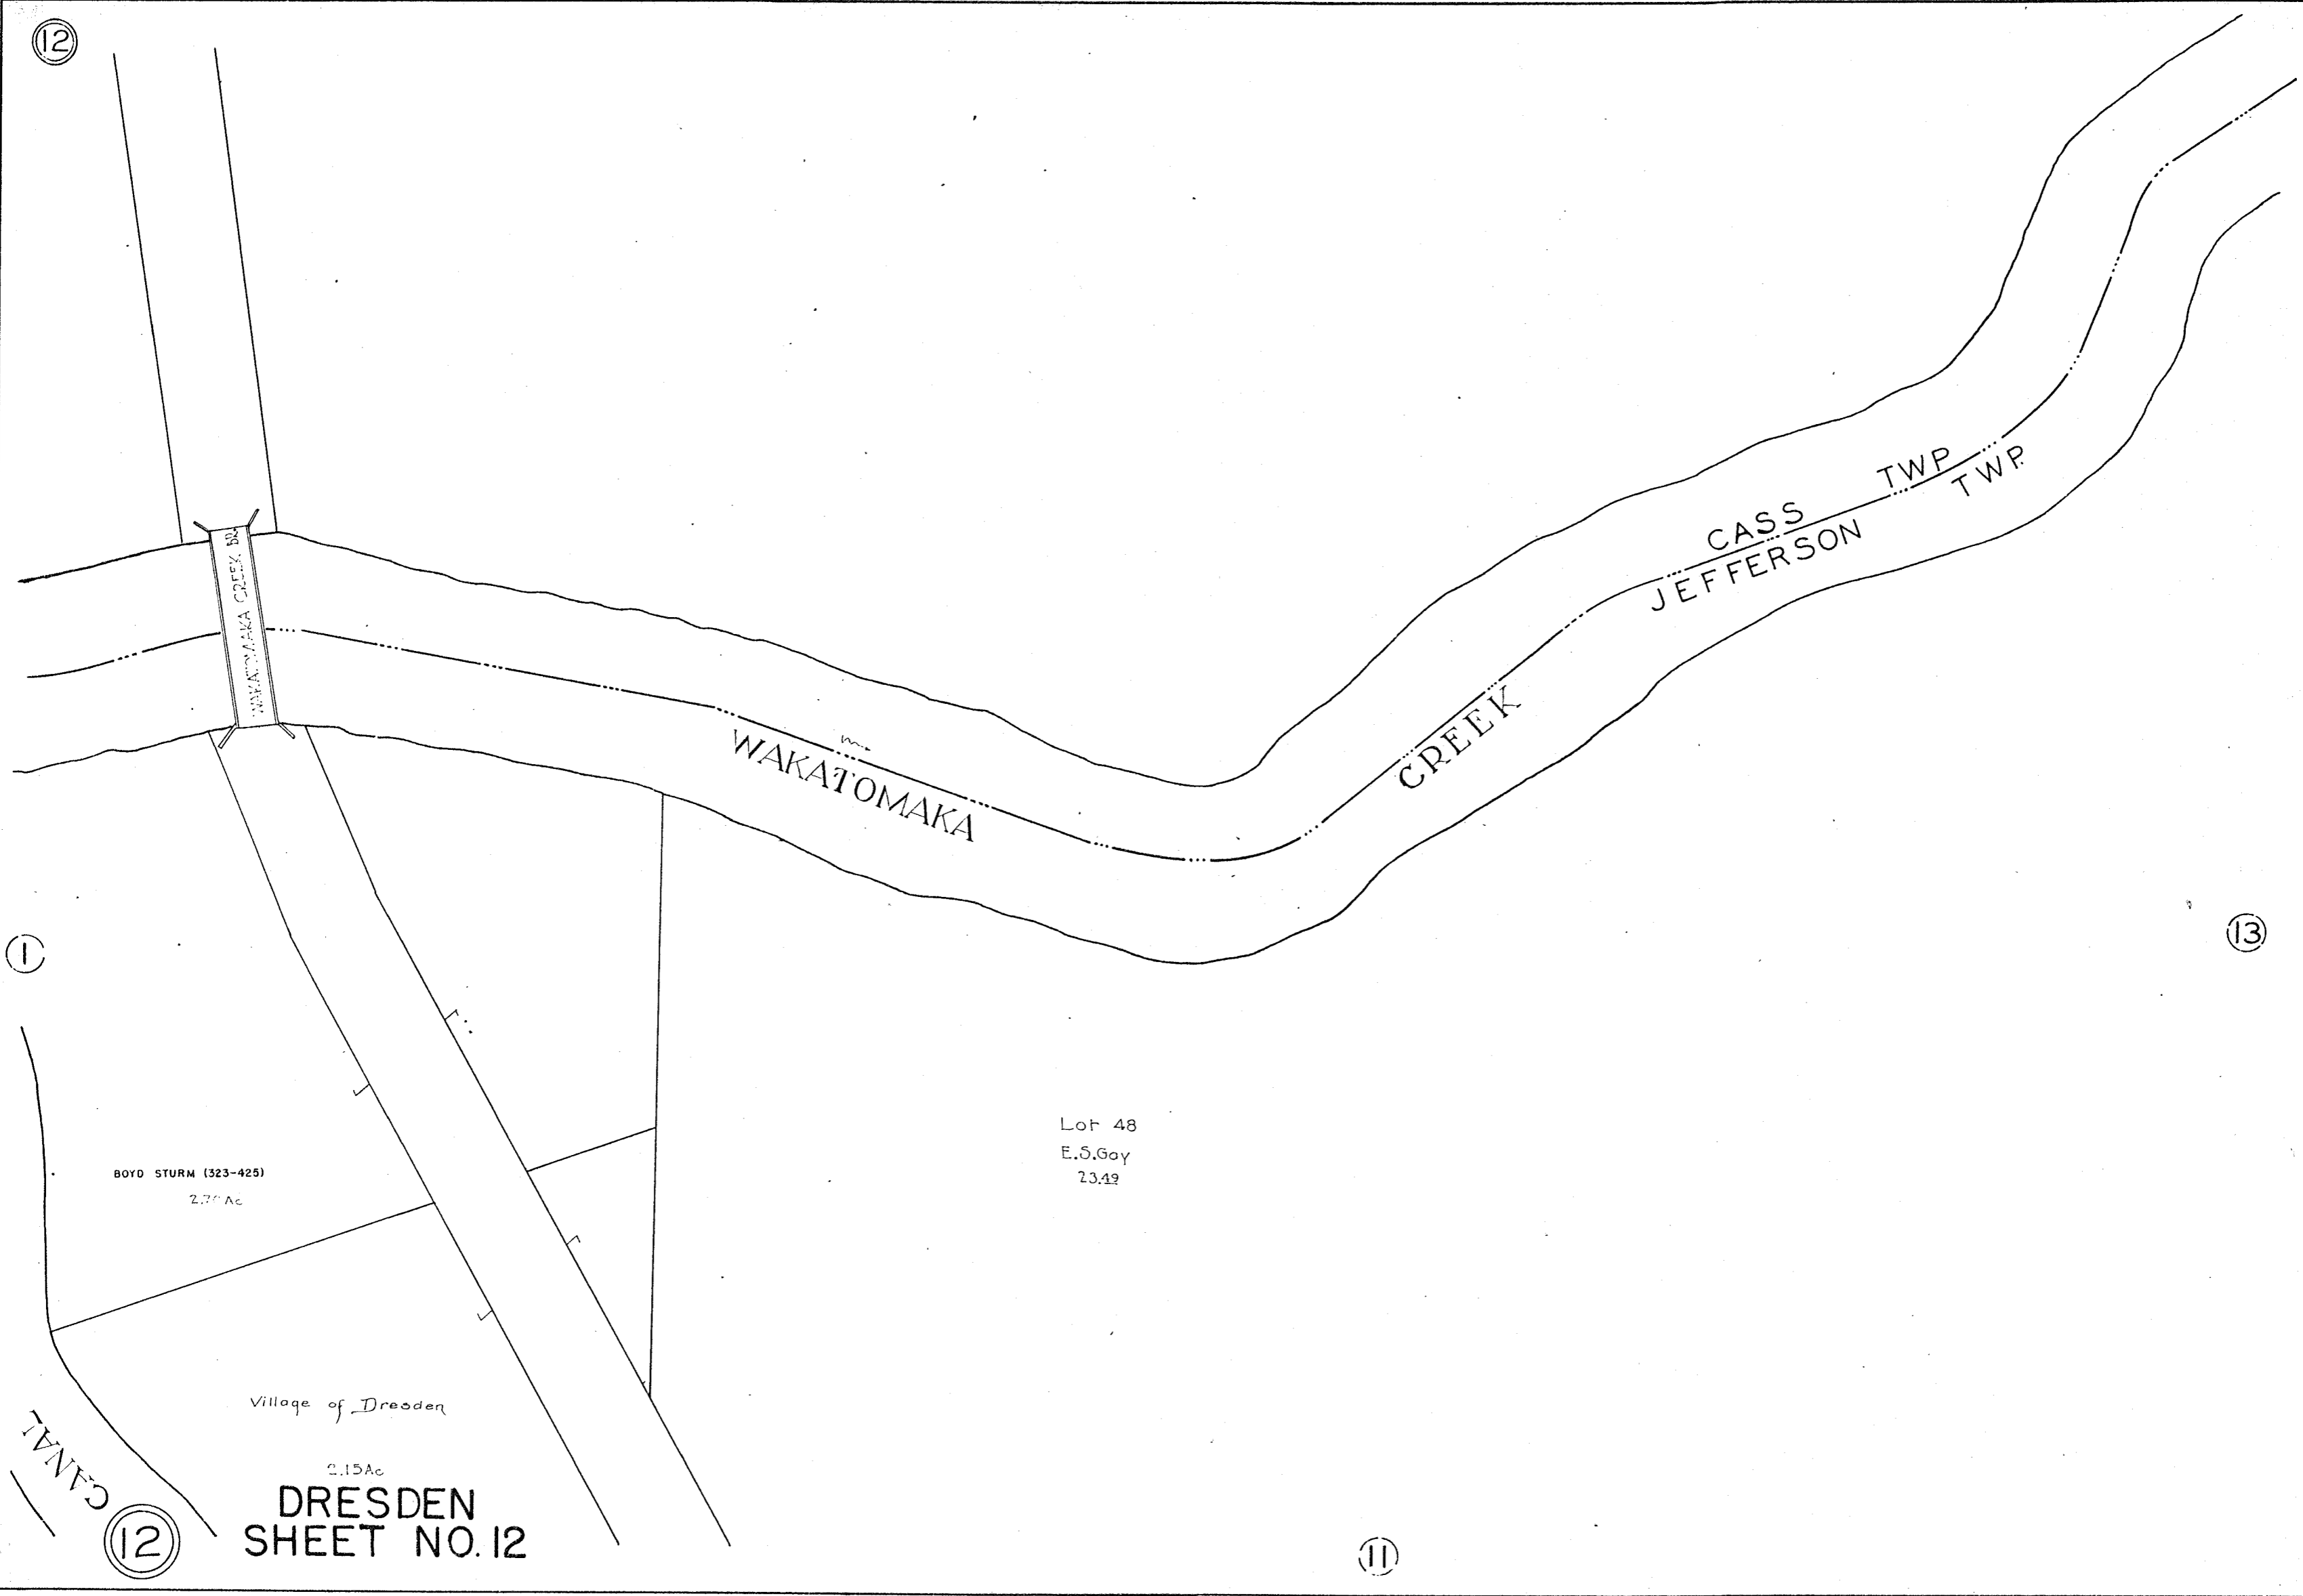 12
WAKATOMAKA CREEK BR.
CASS TWP
JEFFERSON TWP.
WAKATOMAKA CREEK
1
13
Lot 48
E.S.Gay
23.49
BOYD STURM (323-425)
Ac
Village of Dresden
2.15Ac
CANAL
12
DRESDEN
SHEET NO. 12
11